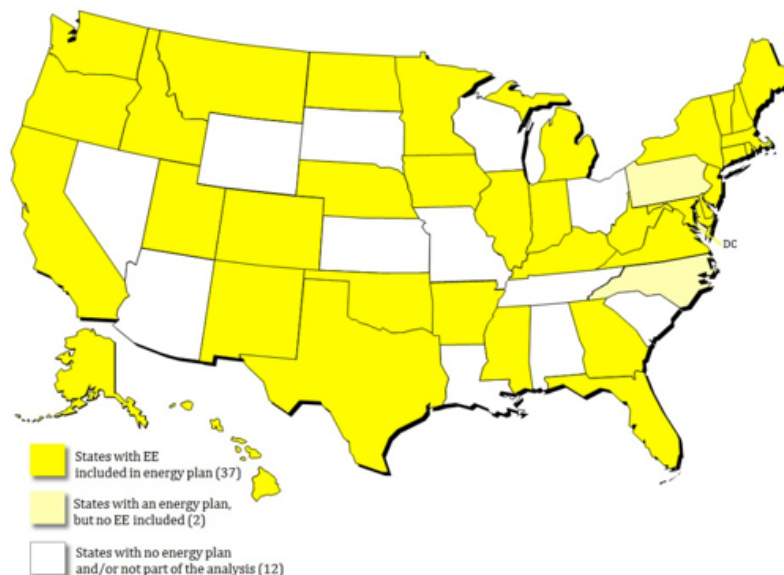 DC
States with EE
included in energy plan (37)
States with an energy plan,
but no EE included (2)
States with no energy plan
and/or not part of the analysis (12)